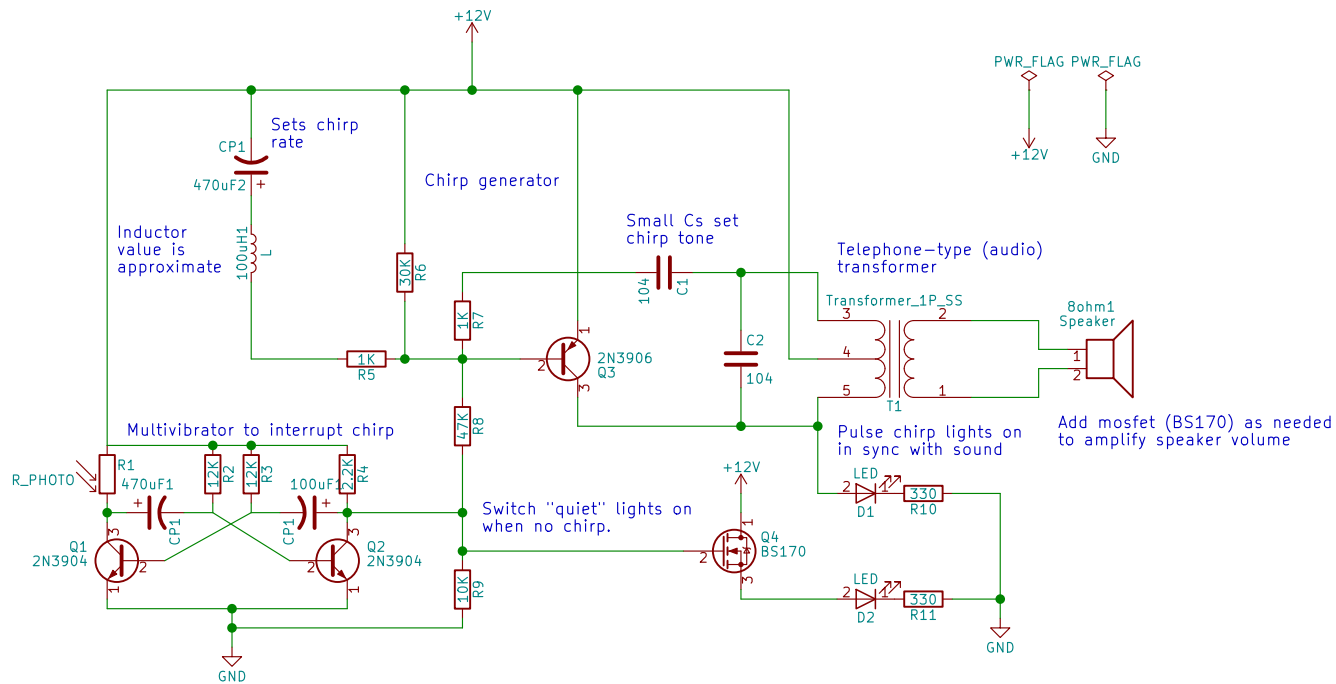 +12V
PWR_FLAG PWR_FLAG
+12V
GND
Sets chirp
rate
CP1
470uF2
+
Chirp generator
Inductor
value is
approximate
100uH1
L
30K
R6
Small Cs set
chirp tone
104
C1
Telephone-type (audio)
transformer
Transformer_1P_SS
3
4
5
2
1
T1
8ohm1
Speaker
1
2
1K
R7
1K
R5
2
1
3
2N3906
Q3
C2
104
47K
R8
Add mosfet (BS170) as needed
to amplify speaker volume
Multivibrator to interrupt chirp
R_PHOTO
R1
470uF1
+
CP1
12K
R2
12K
R3
100uF1
+
CP1
2.2K
R4
Pulse chirp lights on
in sync with sound
+12V
LED
2
1
D1
330
R10
Switch "quiet" lights on
when no chirp.
Q1
2N3904
3
2
1
Q2
2N3904
3
1
10K
R9
2
1
3
Q4
BS170
LED
2
1
D2
330
R11
GND
GND